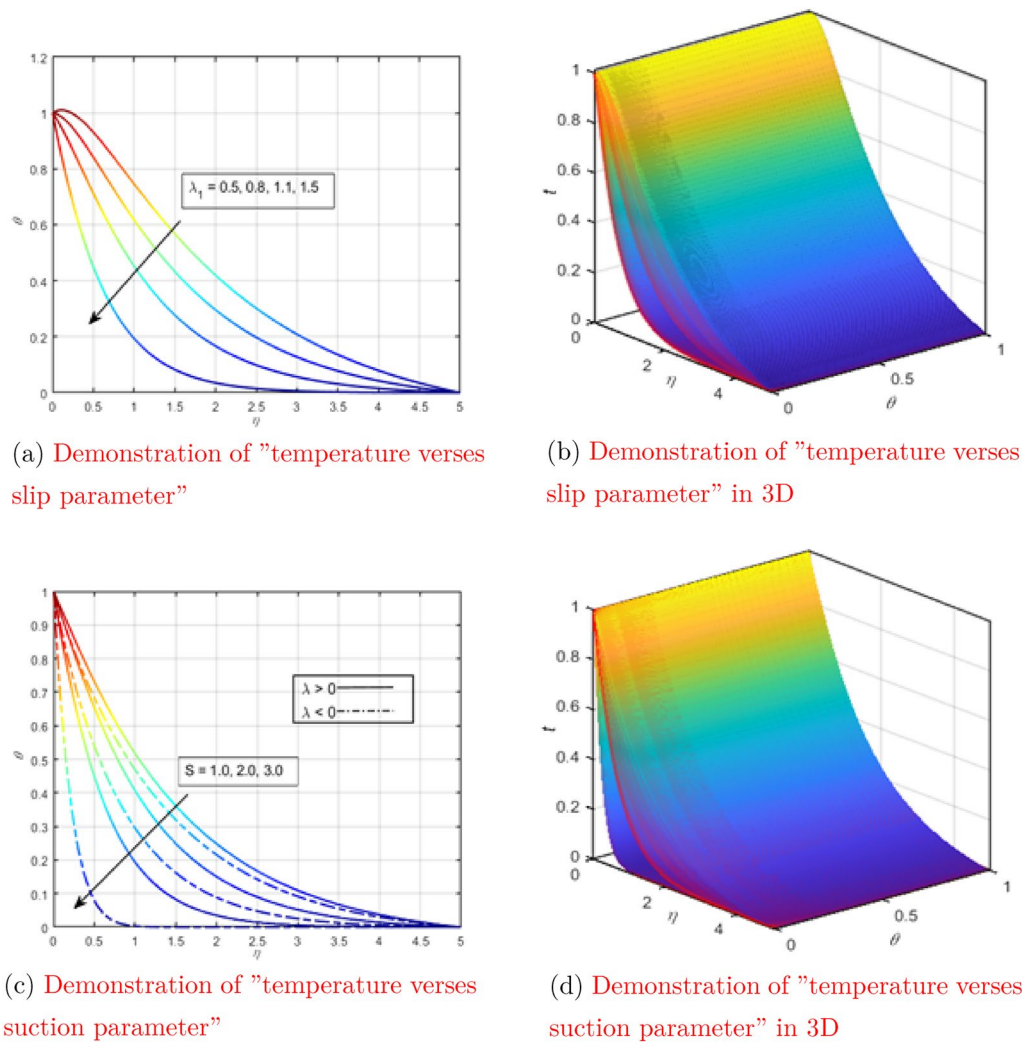 1.2
1
0.8
0.6
0.4
0.2
0
θ
λ1 = 0.5, 0.8, 1.1, 1.5
0 0.5 1 1.5 2 2.5 3 3.5 4 4.5 5
η
1
0.8
0.6
0.4
0.2
0
t
0 2 4
η
0 0.5 1
θ
(a) Demonstration of ”temperature verses
slip parameter”
(b) Demonstration of ”temperature verses
slip parameter” in 3D
1
0.9
0.8
0.7
0.6
0.5
0.4
0.3
0.2
0.1
0
θ
λ > 0
λ < 0
S = 1.0, 2.0, 3.0
0 0.5 1 1.5 2 2.5 3 3.5 4 4.5 5
η
1
0.8
0.6
0.4
0.2
0
t
0 2 4
η
0 0.5 1
θ
(c) Demonstration of ”temperature verses
suction parameter”
(d) Demonstration of ”temperature verses
suction parameter” in 3D